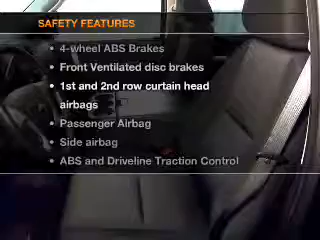 SAFETY FEATURES
4-wheel ABS Brakes
Front Ventilated disc brakes
1st and 2nd row curtain head
airbags
Passenger Airbag
Side airbag
ABS and Driveline Traction Control